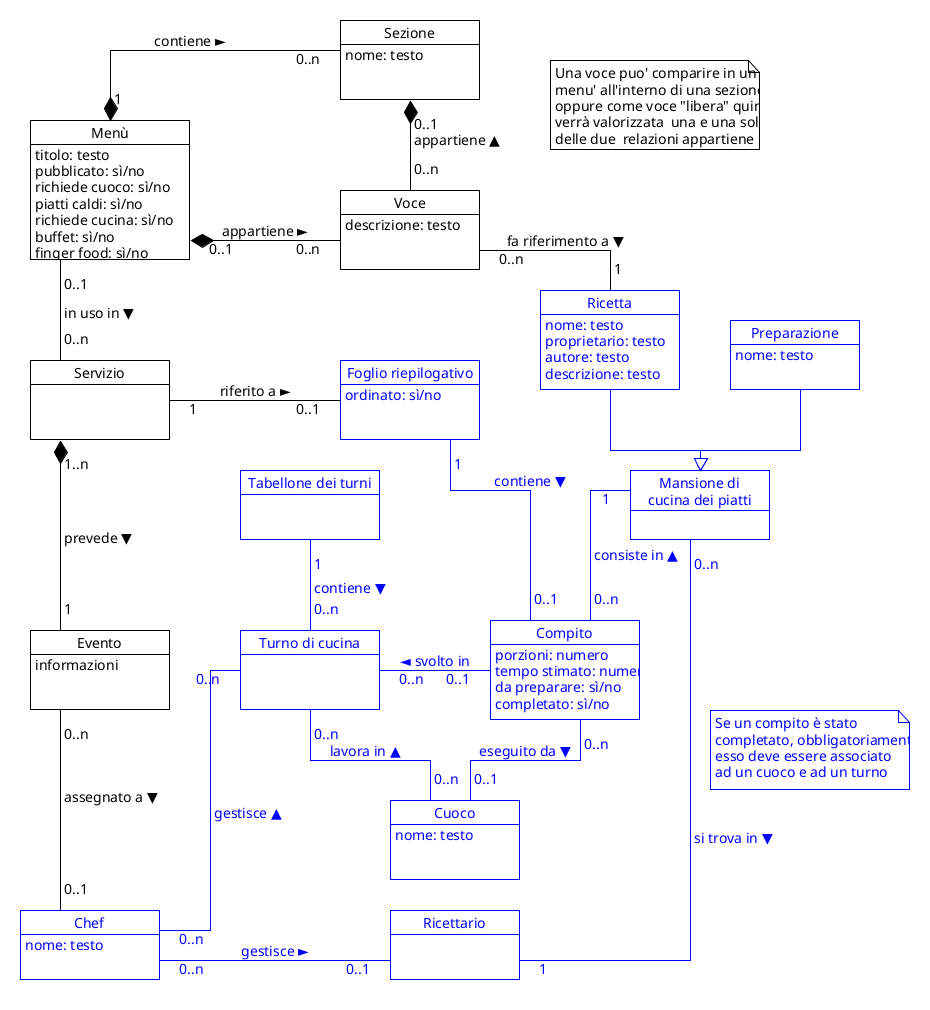 contiene ►
1
0..n
Sezione
nome: testo
Una voce puo' comparire in un
menu' all'interno di una sezione
oppure come voce "libera" quin
verrà valorizzata  una e una sol
delle due  relazioni appartiene
0..1
appartiene ▲
0..n
Menù
titolo: testo
pubblicato: sì/no
richiede cuoco: sì/no
piatti caldi: sì/no
richiede cucina: sì/no
buffet: sì/no
finger food: sì/no
appartiene ►
0..1
0..n
Voce
descrizione: testo
fa riferimento a ▼
0..n
1
0..1
in uso in ▼
0..n
Ricetta
nome: testo
proprietario: testo
autore: testo
descrizione: testo
Preparazione
nome: testo
Servizio
riferito a ►
1
0..1
Foglio riepilogativo
ordinato: sì/no
1
contiene ▼
0..1
Mansione di
cucina dei piatti
1
consiste in ▲
0..n
0..n
1..n
prevede ▼
1
Tabellone dei turni
1
contiene ▼
0..n
Evento
informazioni
Turno di cucina
◄ svolto in
0..n
0..1
Compito
porzioni: numero
tempo stimato: numer
da preparare: sì/no
completato: sì/no
0..n
0..n
lavora in ▲
0..n
eseguito da ▼
0..n
0..1
Se un compito è stato
completato, obbligatoriament
esso deve essere associato
ad un cuoco e ad un turno
0..n
assegnato a ▼
0..1
gestisce ▲
Cuoco
nome: testo
si trova in ▼
Chef
nome: testo
0..n
gestisce ►
0..n
0..1
Ricettario
1